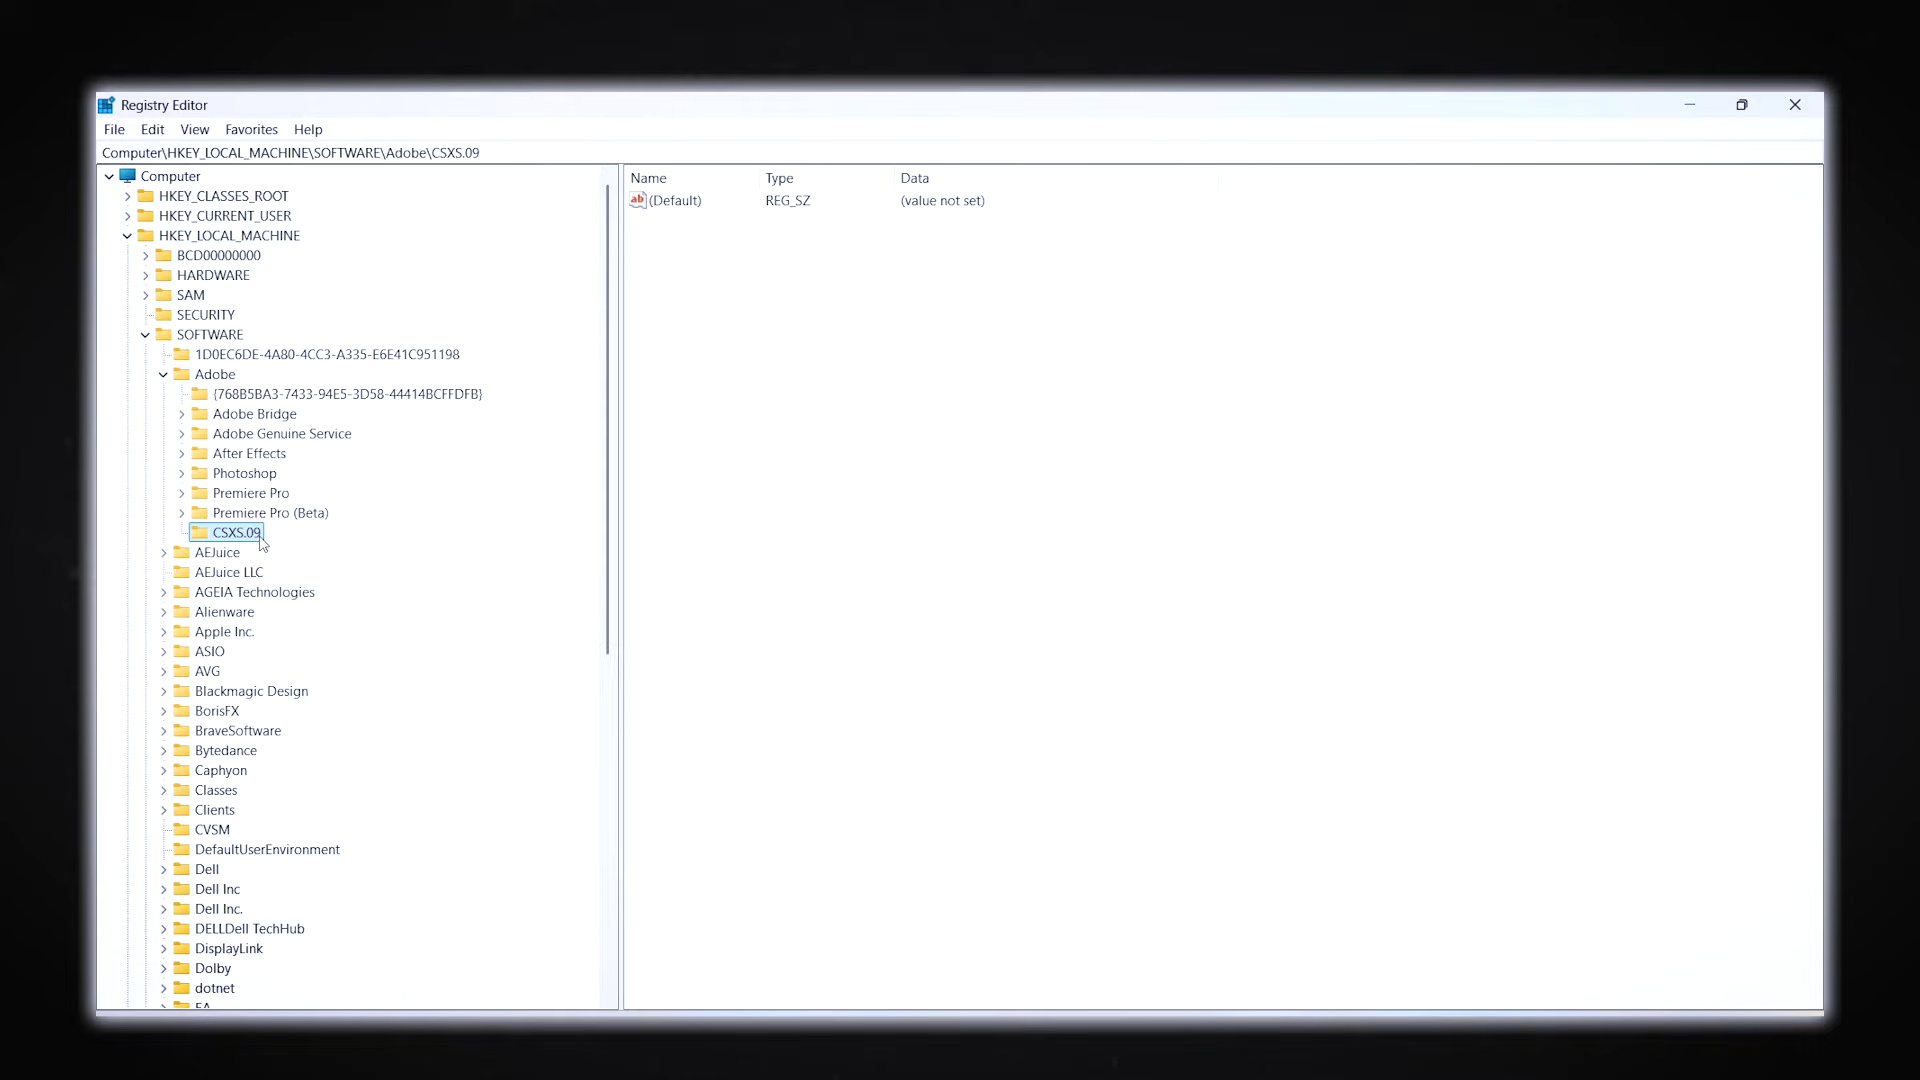 Registry Editor
File Edit View Favorites Help
Computer\HKEY_LOCAL_MACHINE\SOFTWARE\Adobe\CSXS.09
Computer
HKEY_CLASSES_ROOT
HKEY_CURRENT_USER
HKEY_LOCAL_MACHINE
BCD00000000
HARDWARE
SAM
SECURITY
SOFTWARE
1D0EC6DE-4A80-4CC3-A335-E6E41C951198
Adobe
{768B5BA3-7433-94E5-3D58-44414BCFFDFB}
Adobe Bridge
Adobe Genuine Service
After Effects
Photoshop
Premiere Pro
Premiere Pro (Beta)
CSXS.09
AEJuice
AEJuice LLC
AGEIA Technologies
Alienware
Apple Inc.
ASIO
AVG
Blackmagic Design
BorisFX
BraveSoftware
Bytedance
Caphyon
Classes
Clients
CVSM
DefaultUserEnvironment
Dell
Dell Inc
Dell Inc.
DELLDell TechHub
DisplayLink
Dolby
dotnet
EA
Name Type Data
ab (Default) REG_SZ (value not set)